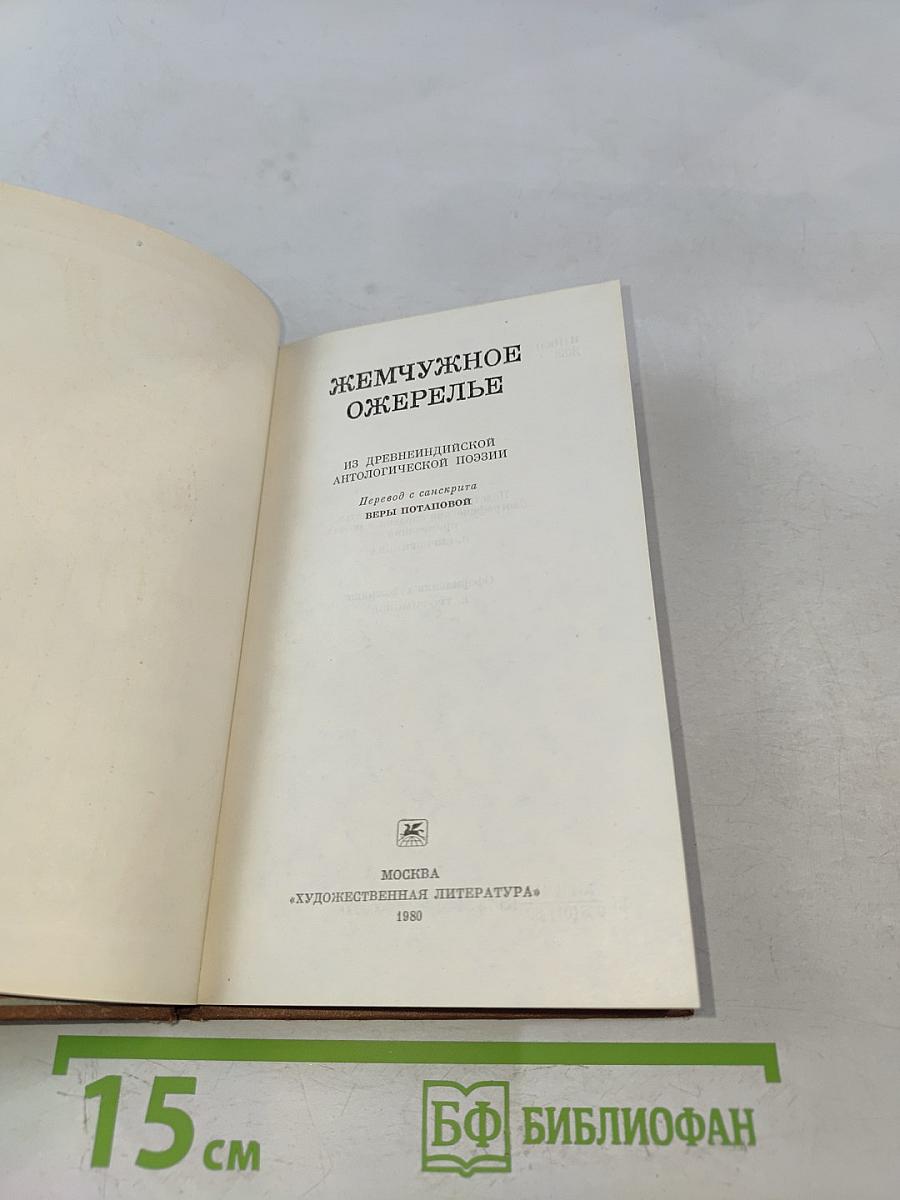 ЖЕМЧУЖНОЕ
ОЖЕРЕЛЬЕ
ИЗ ДРЕВНЕИНДИЙСКОЙ
АНТОЛОГИЧЕСКОЙ ПОЭЗИИ
Перевод с санскрита
ВЕРЫ ПОТАПОВОЙ
МОСКВА
«ХУДОЖЕСТВЕННАЯ ЛИТЕРАТУРА»
1980
15 см
БФ БИБЛИОФАН